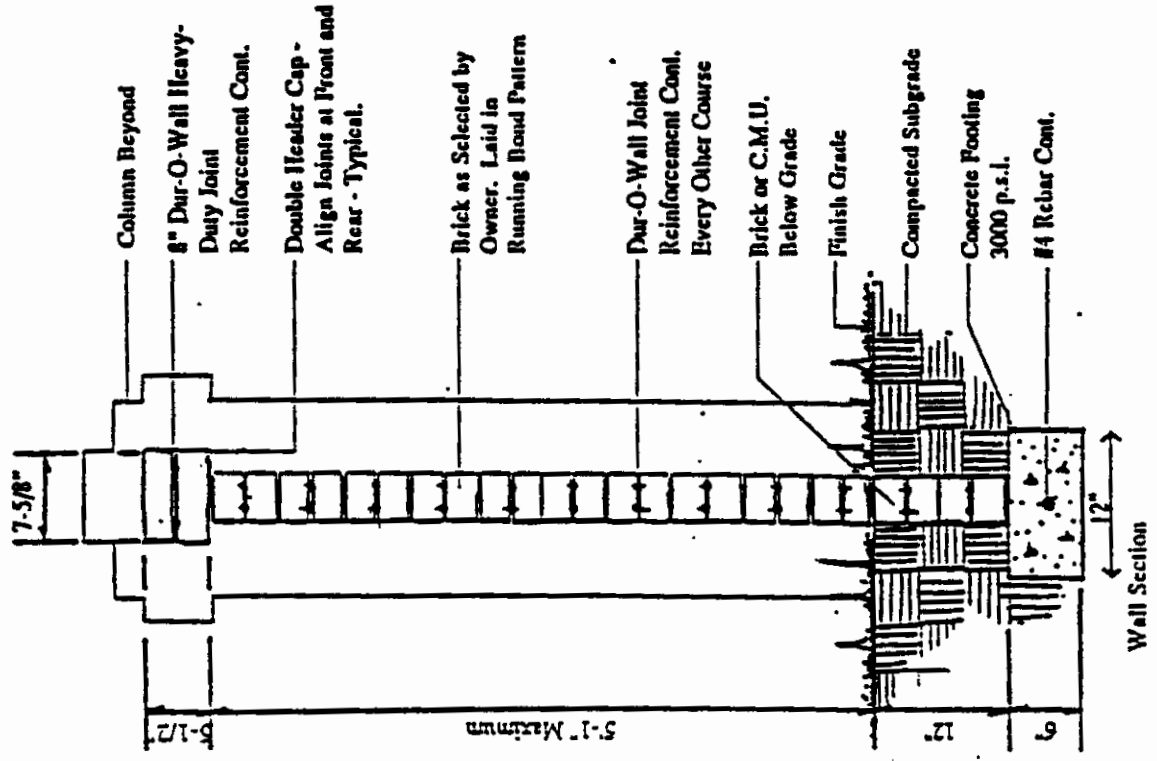 Column Beyond
8" Dur-O-Wall Heavy-
Duty Joint
Reinforcement Cont.
Double Header Cap -
Align Joints at Front and
Rear - Typical.
Brick as Selected by
Owner. Laid in
Running Bond Pattern
Dur-O-Wall Joint
Reinforcement Cont.
Every Other Course
Brick or C.M.U.
Below Grade
Finish Grade
Compacted Subgrade
Concrete Footing
3000 p.s.i.
#4 Rebar Cont.
7-5/8"
5'-1" Maximum
12"
6"
12"
Wall Section